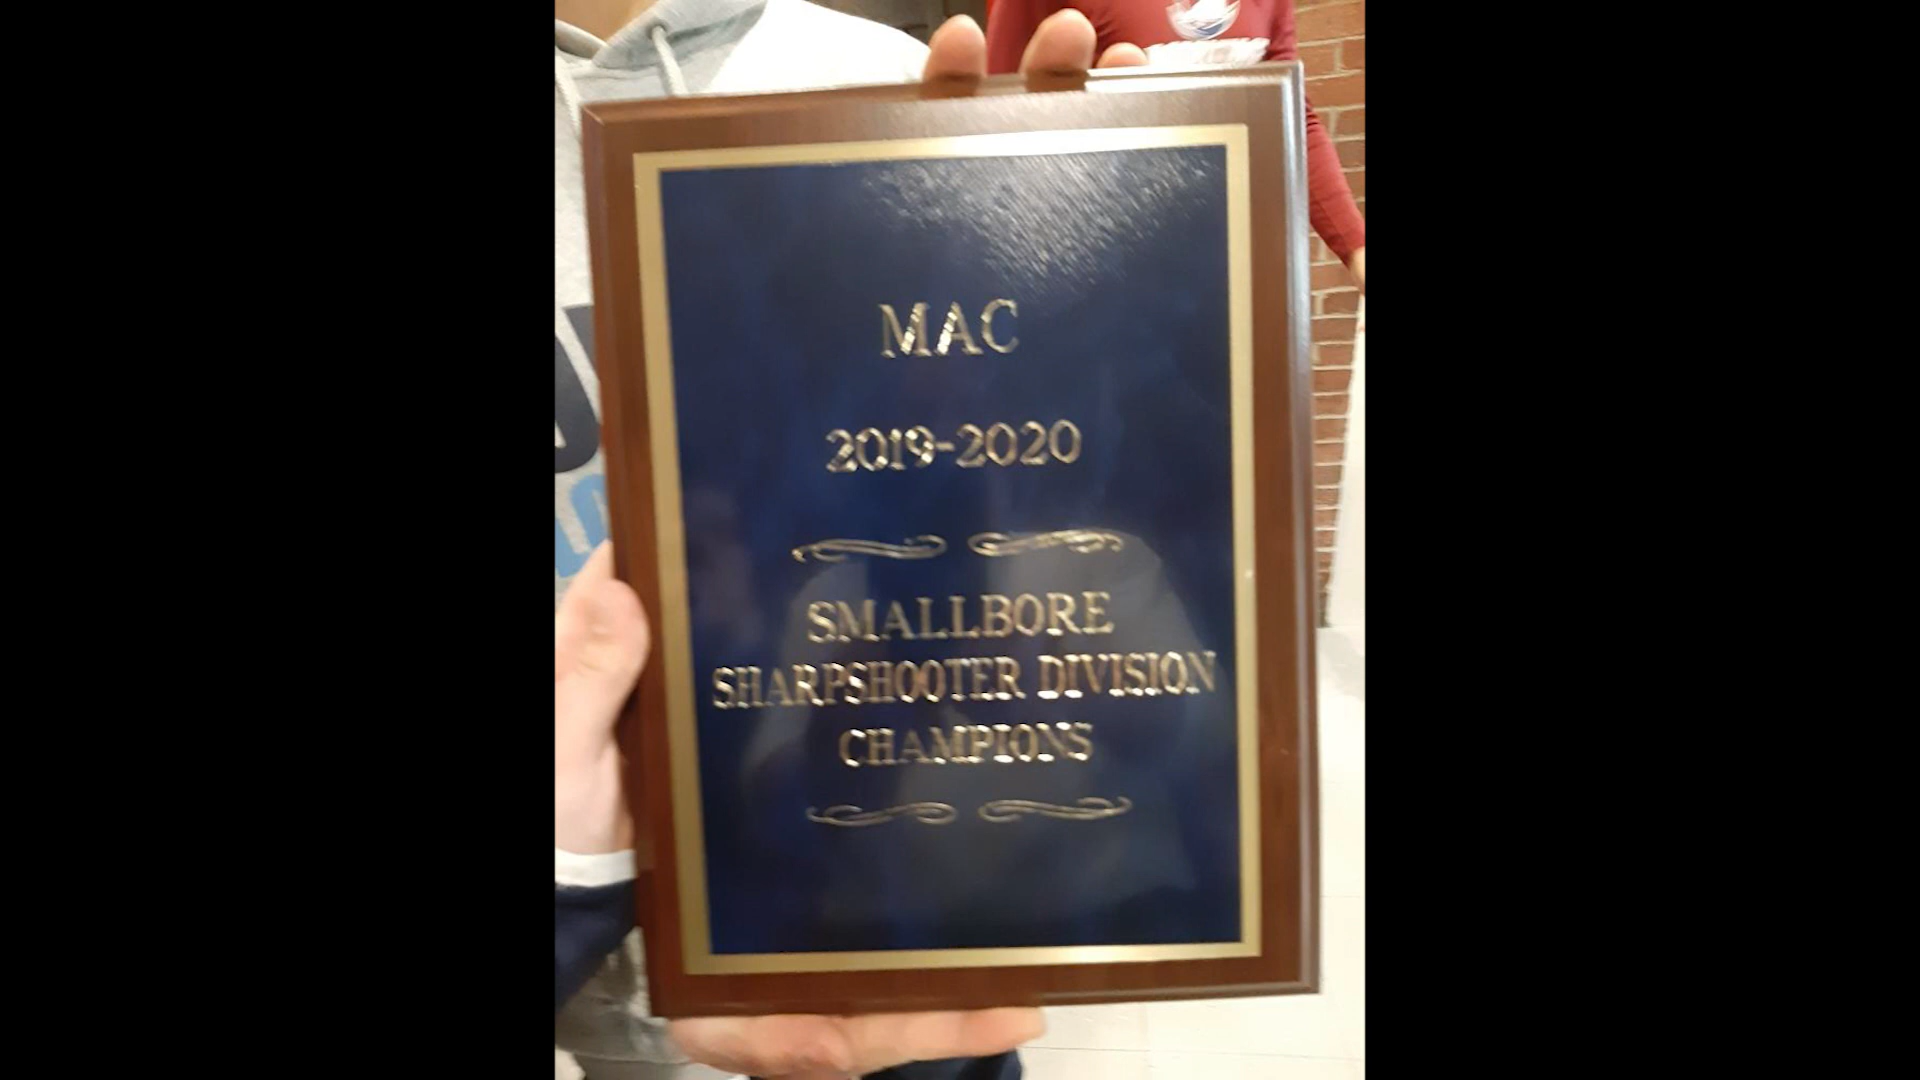 MAC
2019-2020
SMALLBORE
SHARPSHOOTER DIVISION
CHAMPIONS